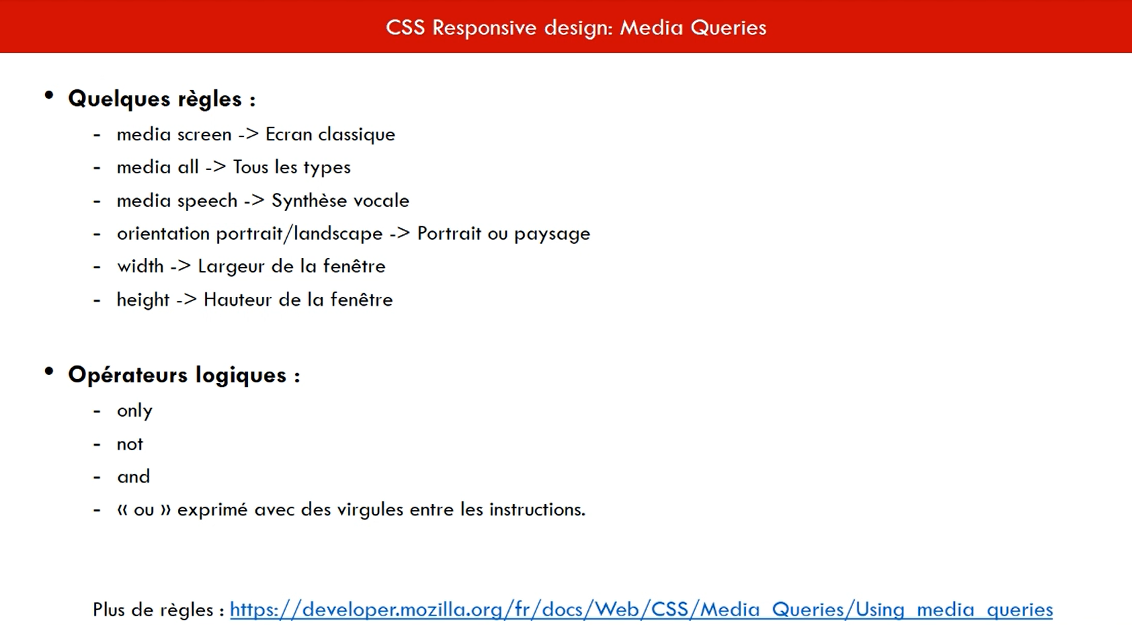 CSS Responsive design: Media Queries
• Quelques règles :
- media screen -> Ecran classique
- media all -> Tous les types
- media speech -> Synthèse vocale
- orientation portrait/landscape -> Portrait ou paysage
- width -> Largeur de la fenêtre
- height -> Hauteur de la fenêtre
• Opérateurs logiques :
- only
- not
- and
- « ou » exprimé avec des virgules entre les instructions.
Plus de règles : https://developer.mozilla.org/fr/docs/Web/CSS/Media_Queries/Using_media_queries